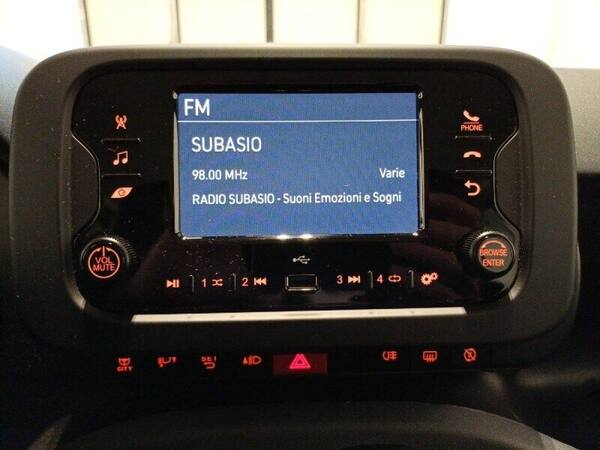 FM
SUBASIO
98.00 MHz Varie
RADIO SUBASIO - Suoni Emozioni e Sogni
PHONE
VOL
MUTE
BROWSE
ENTER
1 2 3 4
CITY SET